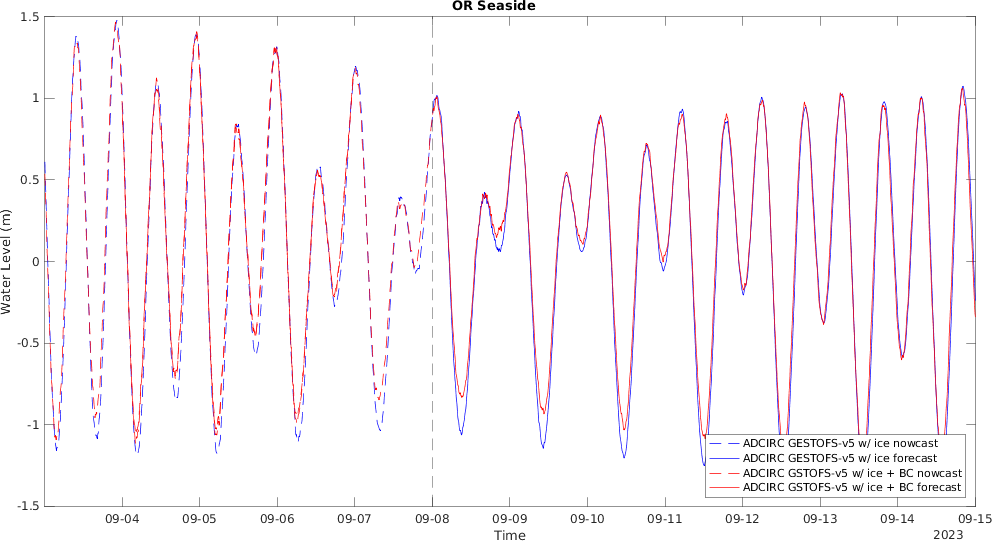 OR Seaside
1.5
1
0.5
0
-0.5
-1
-1.5
Water Level (m)
ADCIRC GESTOFS-v5 w/ ice nowcast
ADCIRC GESTOFS-v5 w/ ice forecast
ADCIRC GSTOFS-v5 w/ ice + BC nowcast
ADCIRC GSTOFS-v5 w/ ice + BC forecast
09-04 09-05 09-06 09-07 09-08 09-09 09-10 09-11 09-12 09-13 09-14 09-15
Time
2023